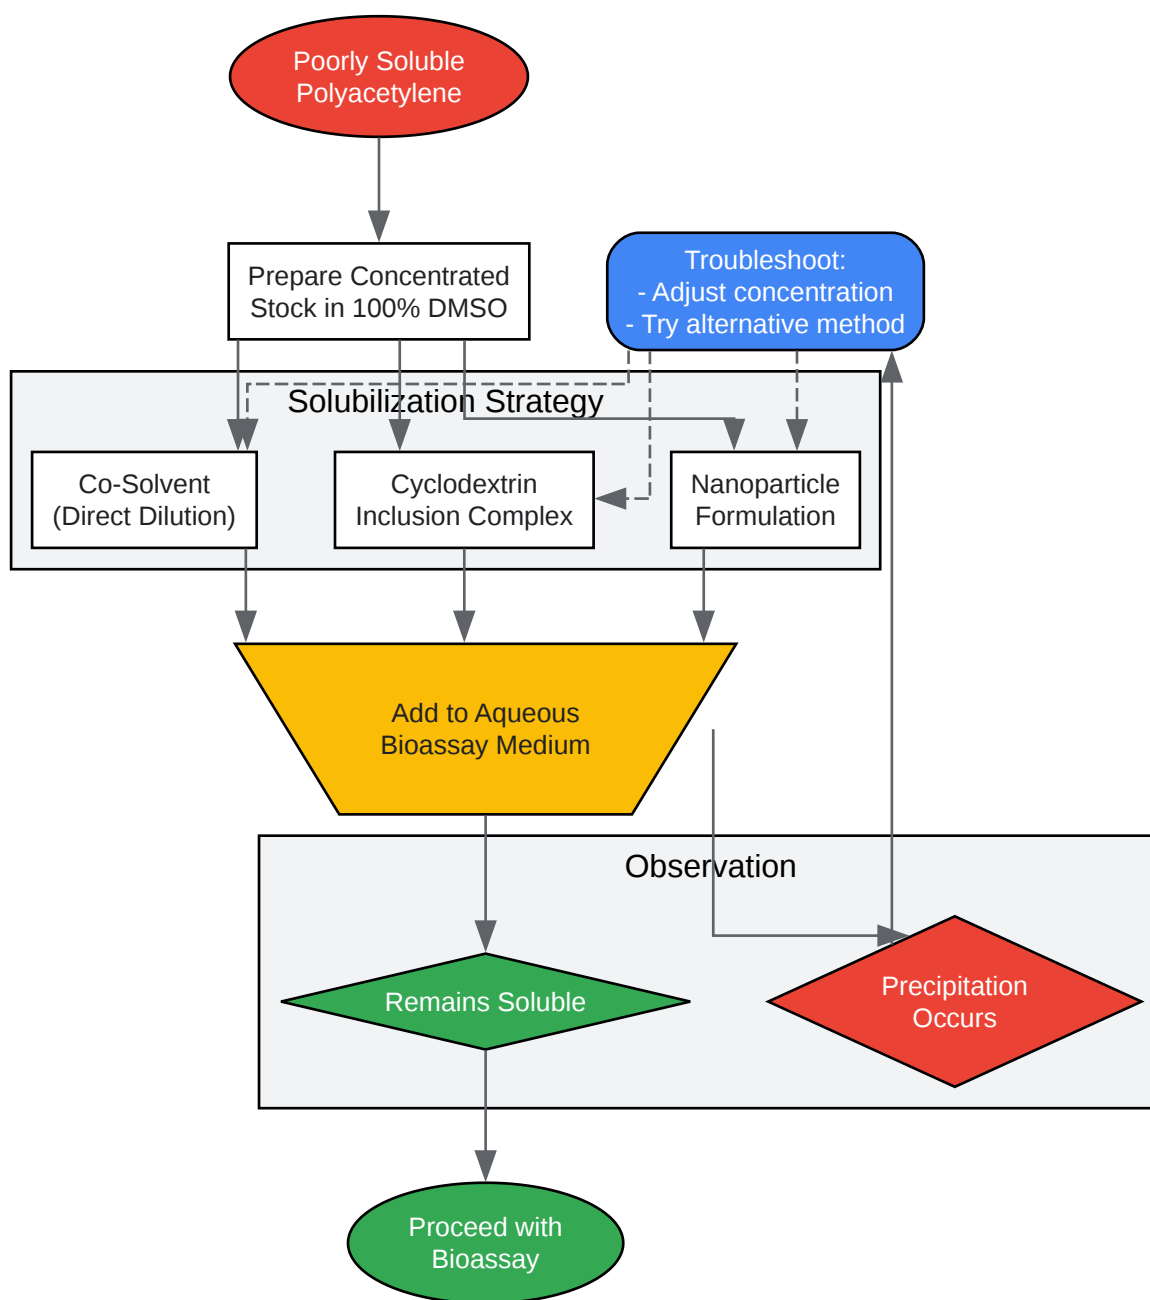 Poorly Soluble
Polyacetylene
Prepare Concentrated
Stock in 100% DMSO
Troubleshoot:
- Adjust concentration
- Try alternative method
Solubilization Strategy
Co-Solvent
(Direct Dilution)
Cyclodextrin
Inclusion Complex
Nanoparticle
Formulation
Add to Aqueous
Bioassay Medium
Observation
Remains Soluble
Precipitation
Occurs
Proceed with
Bioassay